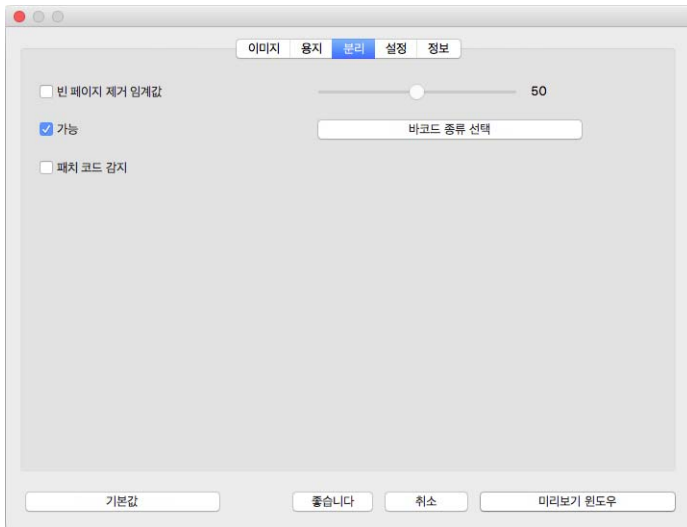 이미지 용지 분리 설정 정보
빈 페이지 제거 임계값 50
가능 바코드 종류 선택
패치 코드 감지
기본값 좋습니다 취소 미리보기 윈도우